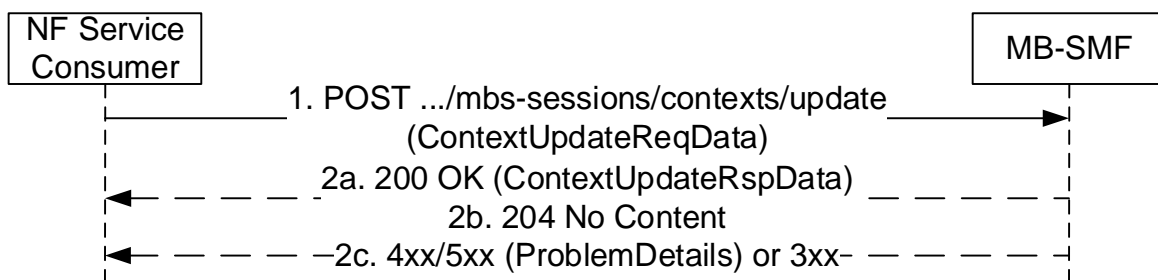 NF Service
Consumer
MB-SMF
1. POST .../mbs-sessions/contexts/update
(ContextUpdateReqData)
2a. 200 OK (ContextUpdateRspData)
2b. 204 No Content
2c. 4xx/5xx (ProblemDetails) or 3xx